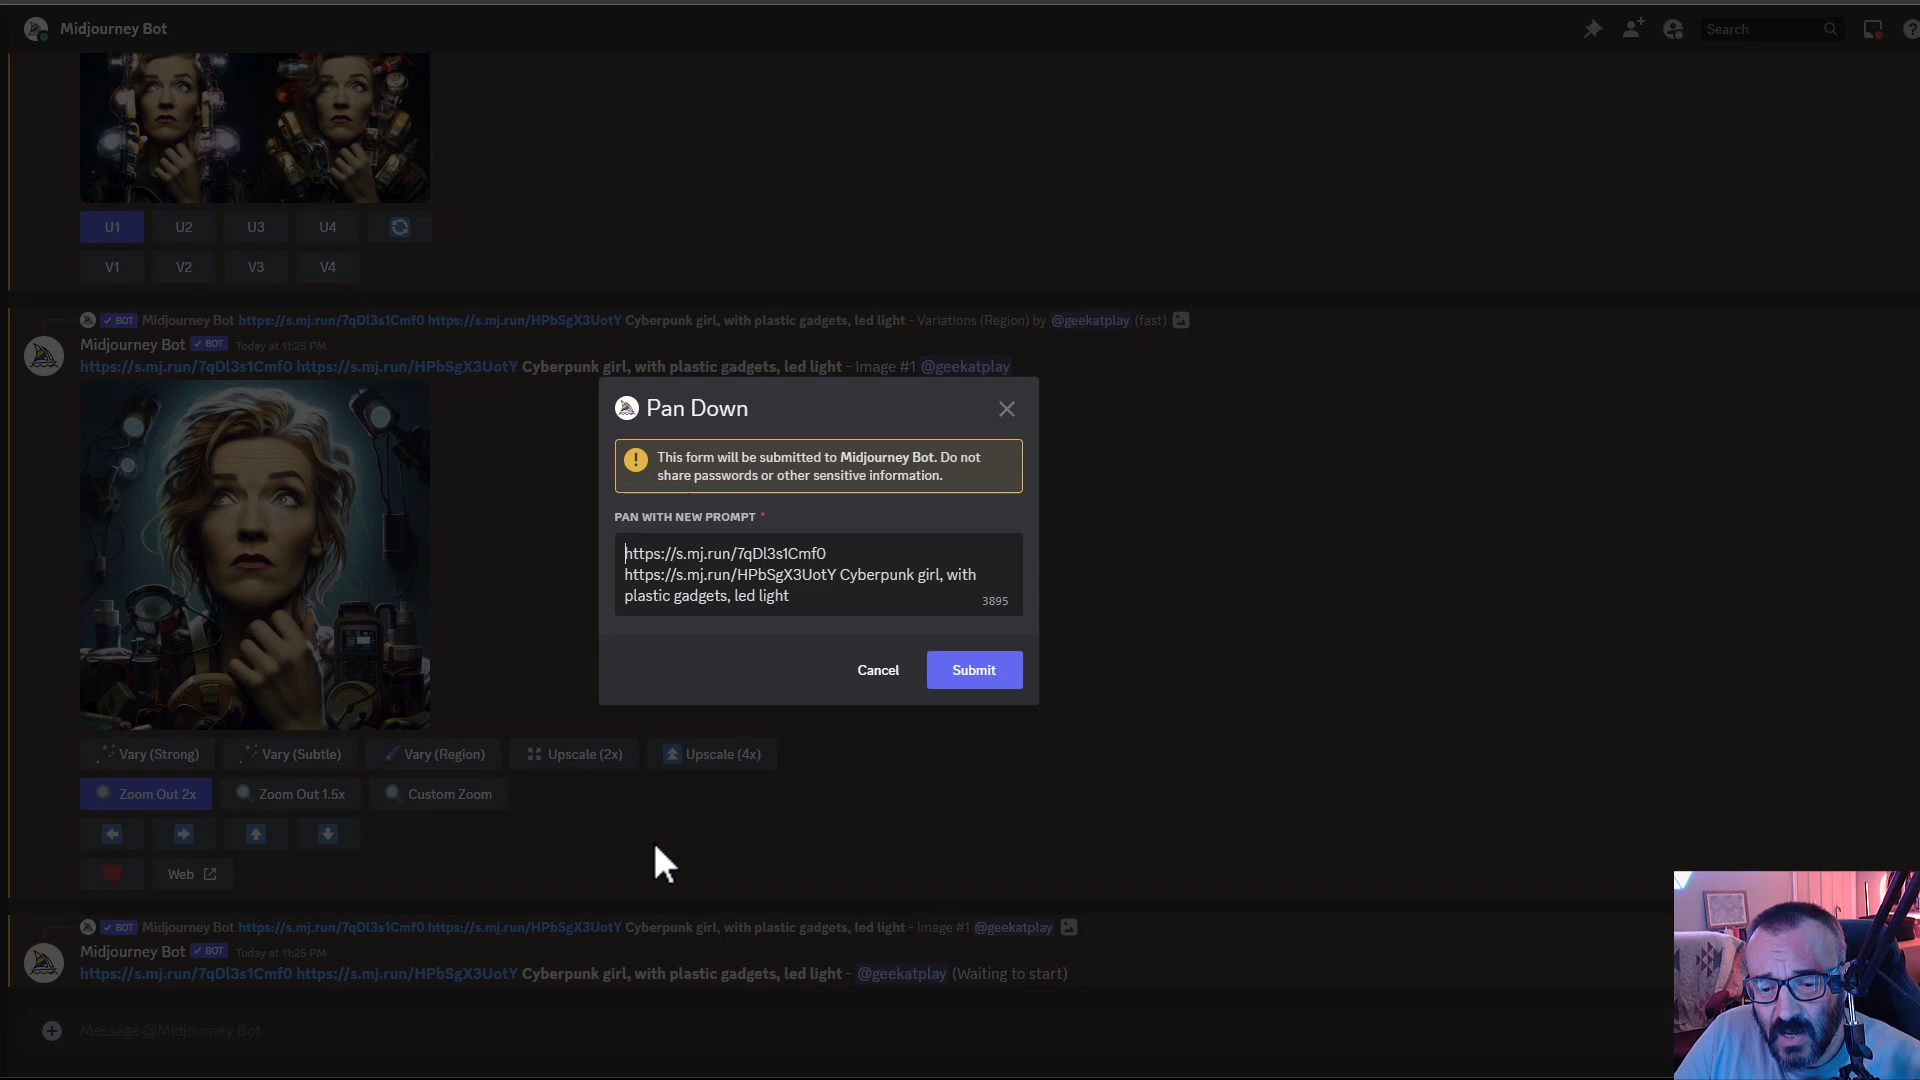 Midjourney Bot
Search
U1 U2 U3 U4
V1 V2 V3 V4
BOT Midjourney Bot https://s.mj.run/7qDl3s1Cmf0 https://s.mj.run/HPbSgX3UotY Cyberpunk girl, with plastic gadgets, led light - Variations (Region) by @geekatplay (fast)
Midjourney Bot BOT Today at 11:25 PM
https://s.mj.run/7qDl3s1Cmf0 https://s.mj.run/HPbSgX3UotY Cyberpunk girl, with plastic gadgets, led light - Image #1 @geekatplay
Pan Down
This form will be submitted to Midjourney Bot. Do not
share passwords or other sensitive information.
PAN WITH NEW PROMPT *
https://s.mj.run/7qDl3s1Cmf0
https://s.mj.run/HPbSgX3UotY Cyberpunk girl, with
plastic gadgets, led light
3895
Cancel Submit
Vary (Strong) Vary (Subtle) Vary (Region) Upscale (2x) Upscale (4x)
Zoom Out 2x Zoom Out 1.5x Custom Zoom
Web
BOT Midjourney Bot https://s.mj.run/7qDl3s1Cmf0 https://s.mj.run/HPbSgX3UotY Cyberpunk girl, with plastic gadgets, led light - Image #1 @geekatplay
Midjourney Bot BOT Today at 11:25 PM
https://s.mj.run/7qDl3s1Cmf0 https://s.mj.run/HPbSgX3UotY Cyberpunk girl, with plastic gadgets, led light - @geekatplay (Waiting to start)
Message @Midjourney Bot